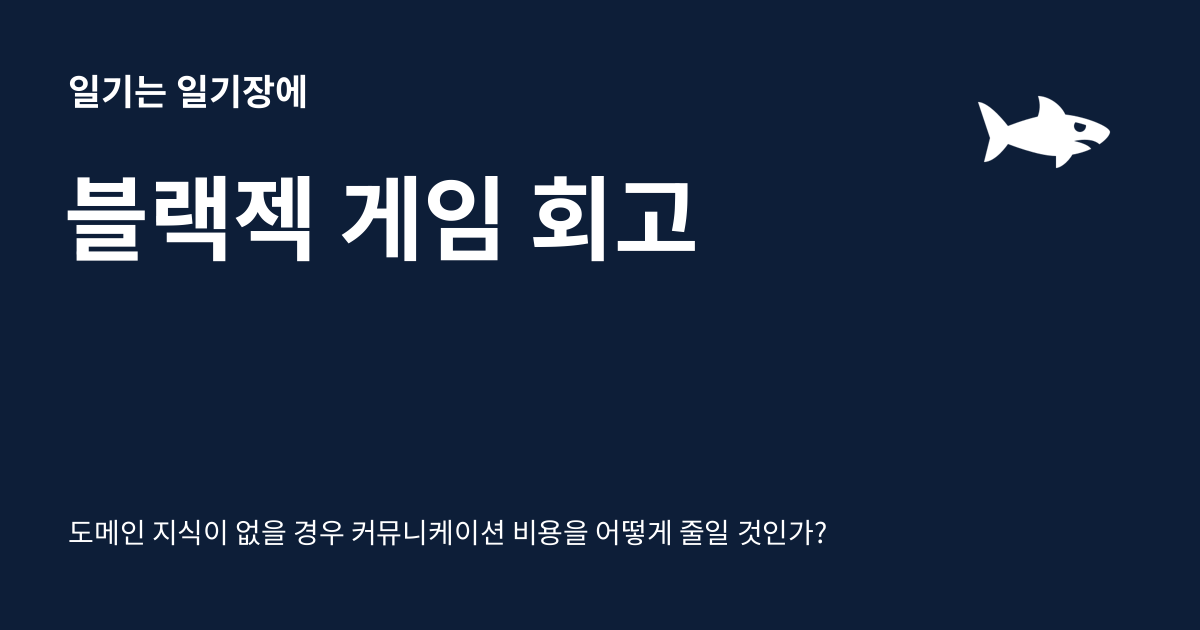 일기는 일기장에
블랙젝 게임 회고
도메인 지식이 없을 경우 커뮤니케이션 비용을 어떻게 줄일 것인가?